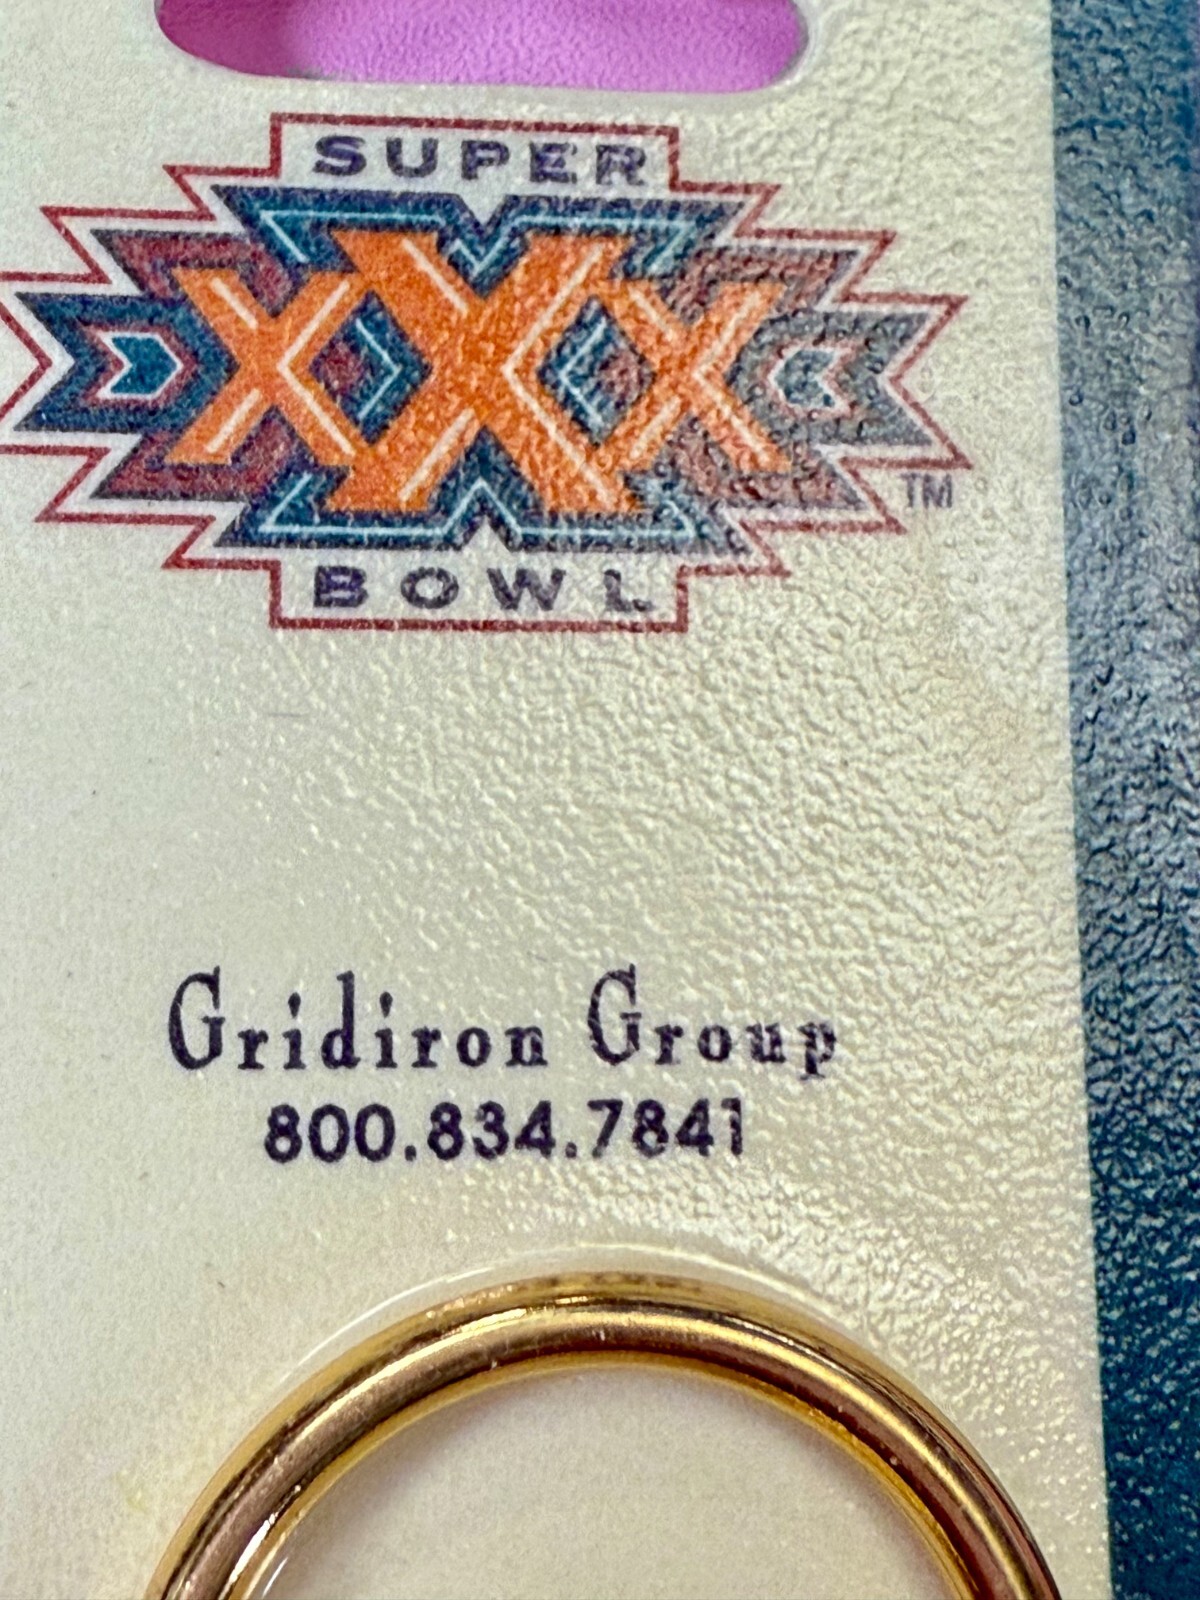 SUPER
XXX
TM
BOWL
Gridiron Group
800.834.7841